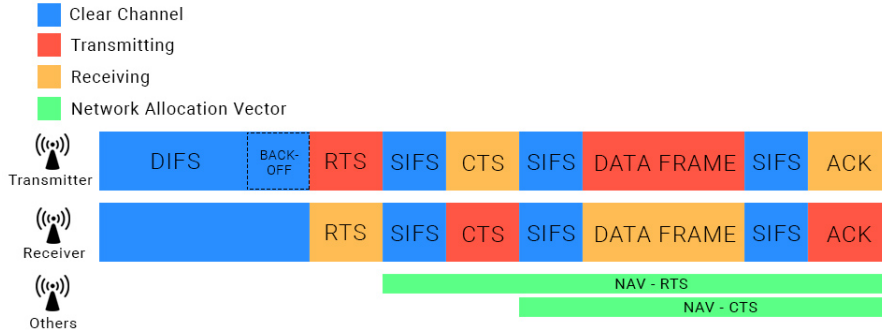 Clear Channel
Transmitting
Receiving
Network Allocation Vector
Transmitter
DIFS BACK-OFF RTS SIFS CTS SIFS DATA FRAME SIFS ACK
Receiver
RTS SIFS CTS SIFS DATA FRAME SIFS ACK
Others
NAV - RTS
NAV - CTS